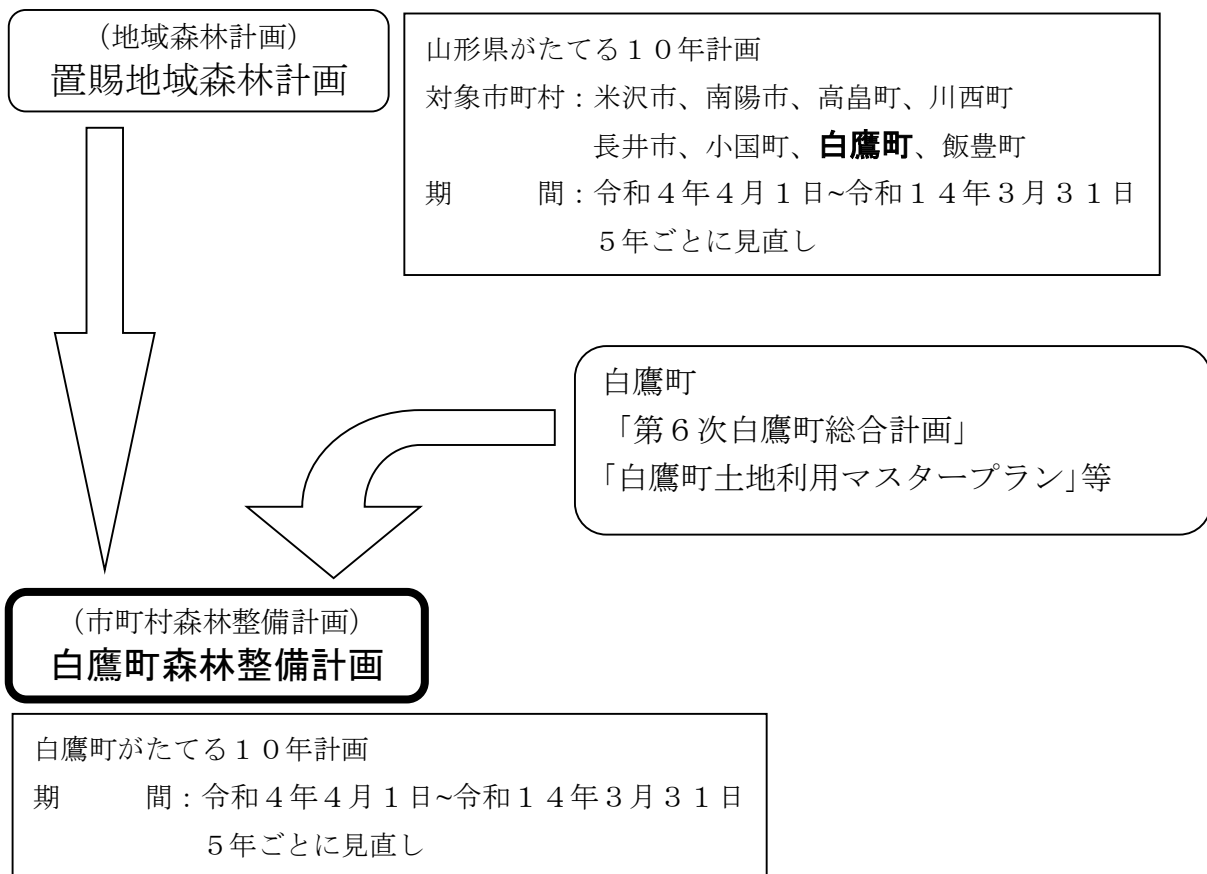 （地域森林計画）
置賜地域森林計画
山形県がたてる１０年計画
対象市町村：米沢市、南陽市、高畠町、川西町
長井市、小国町、白鷹町、飯豊町
期　　　間：令和４年４月１日~令和１４年３月３１日
５年ごとに見直し
白鷹町
「第６次白鷹町総合計画」
「白鷹町土地利用マスタープラン」等
（市町村森林整備計画）
白鷹町森林整備計画
白鷹町がたてる１０年計画
期　　　間：令和４年４月１日~令和１４年３月３１日
５年ごとに見直し